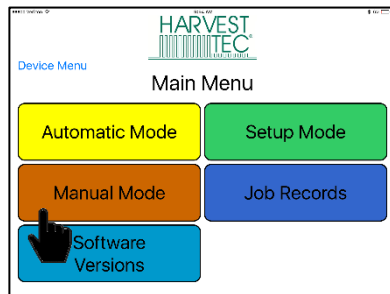 HARVEST
TEC
Device Menu
Main Menu
Automatic Mode
Setup Mode
Manual Mode
Job Records
Software
Versions